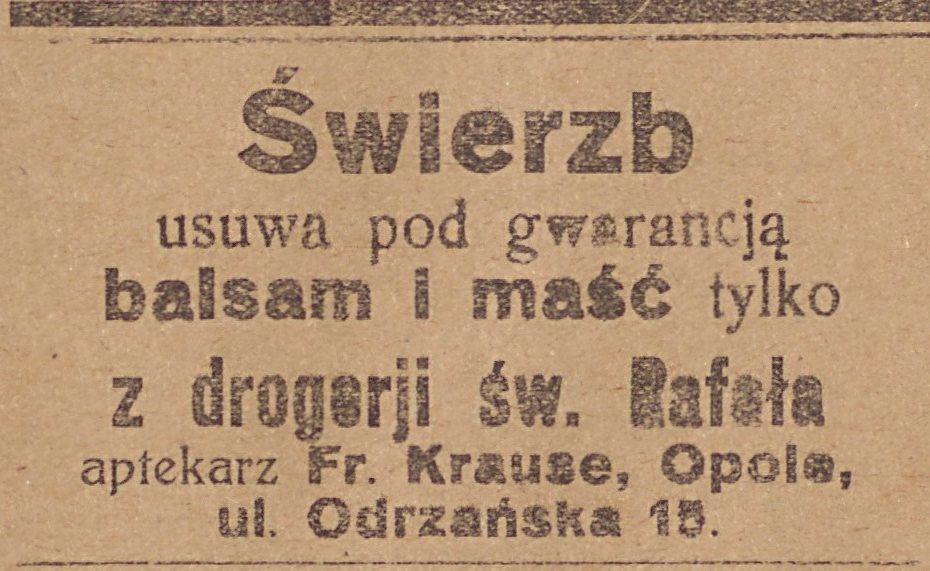 Świerzb
usuwa pod gwarancją
balsam i maść tylko
z drogerji św. Rafała
aptekarz Fr. Krause, Opole,
ul. Odrzańska 15.